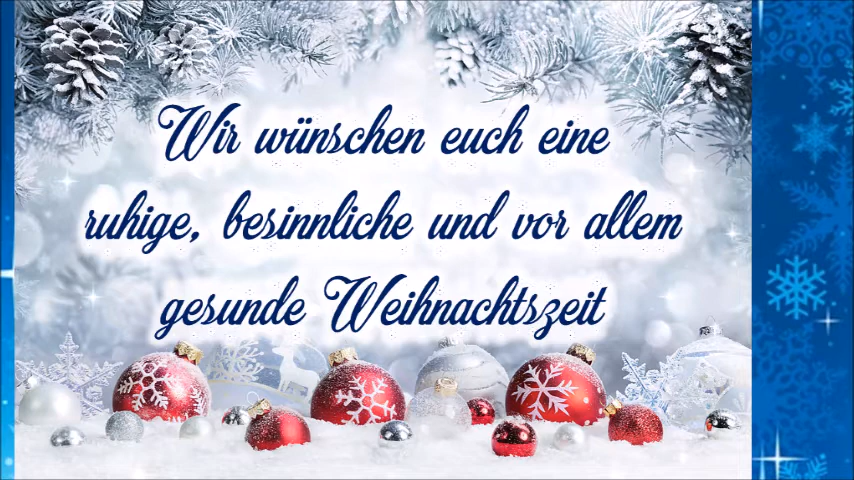 Wir wünschen euch eine
ruhige, besinnliche und vor allem
gesunde Weihnachtszeit